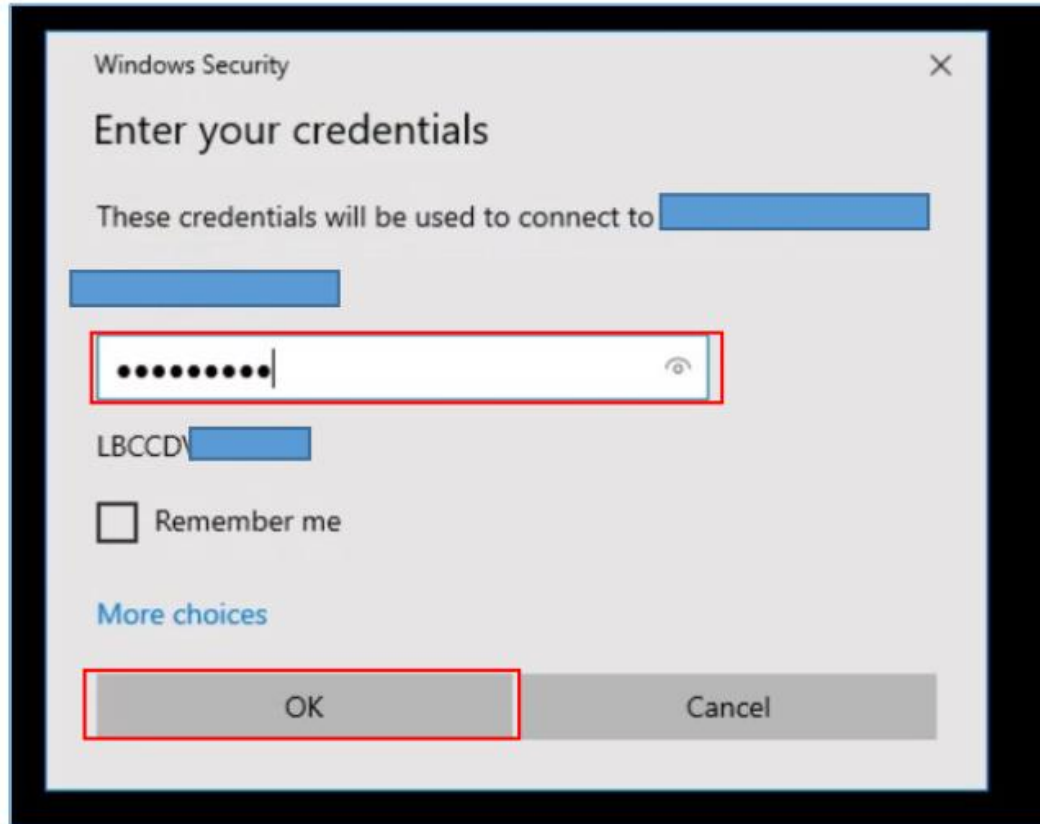 Windows Security
Enter your credentials
These credentials will be used to connect to
•••••••••
LBCCD\
Remember me
More choices
OK
Cancel